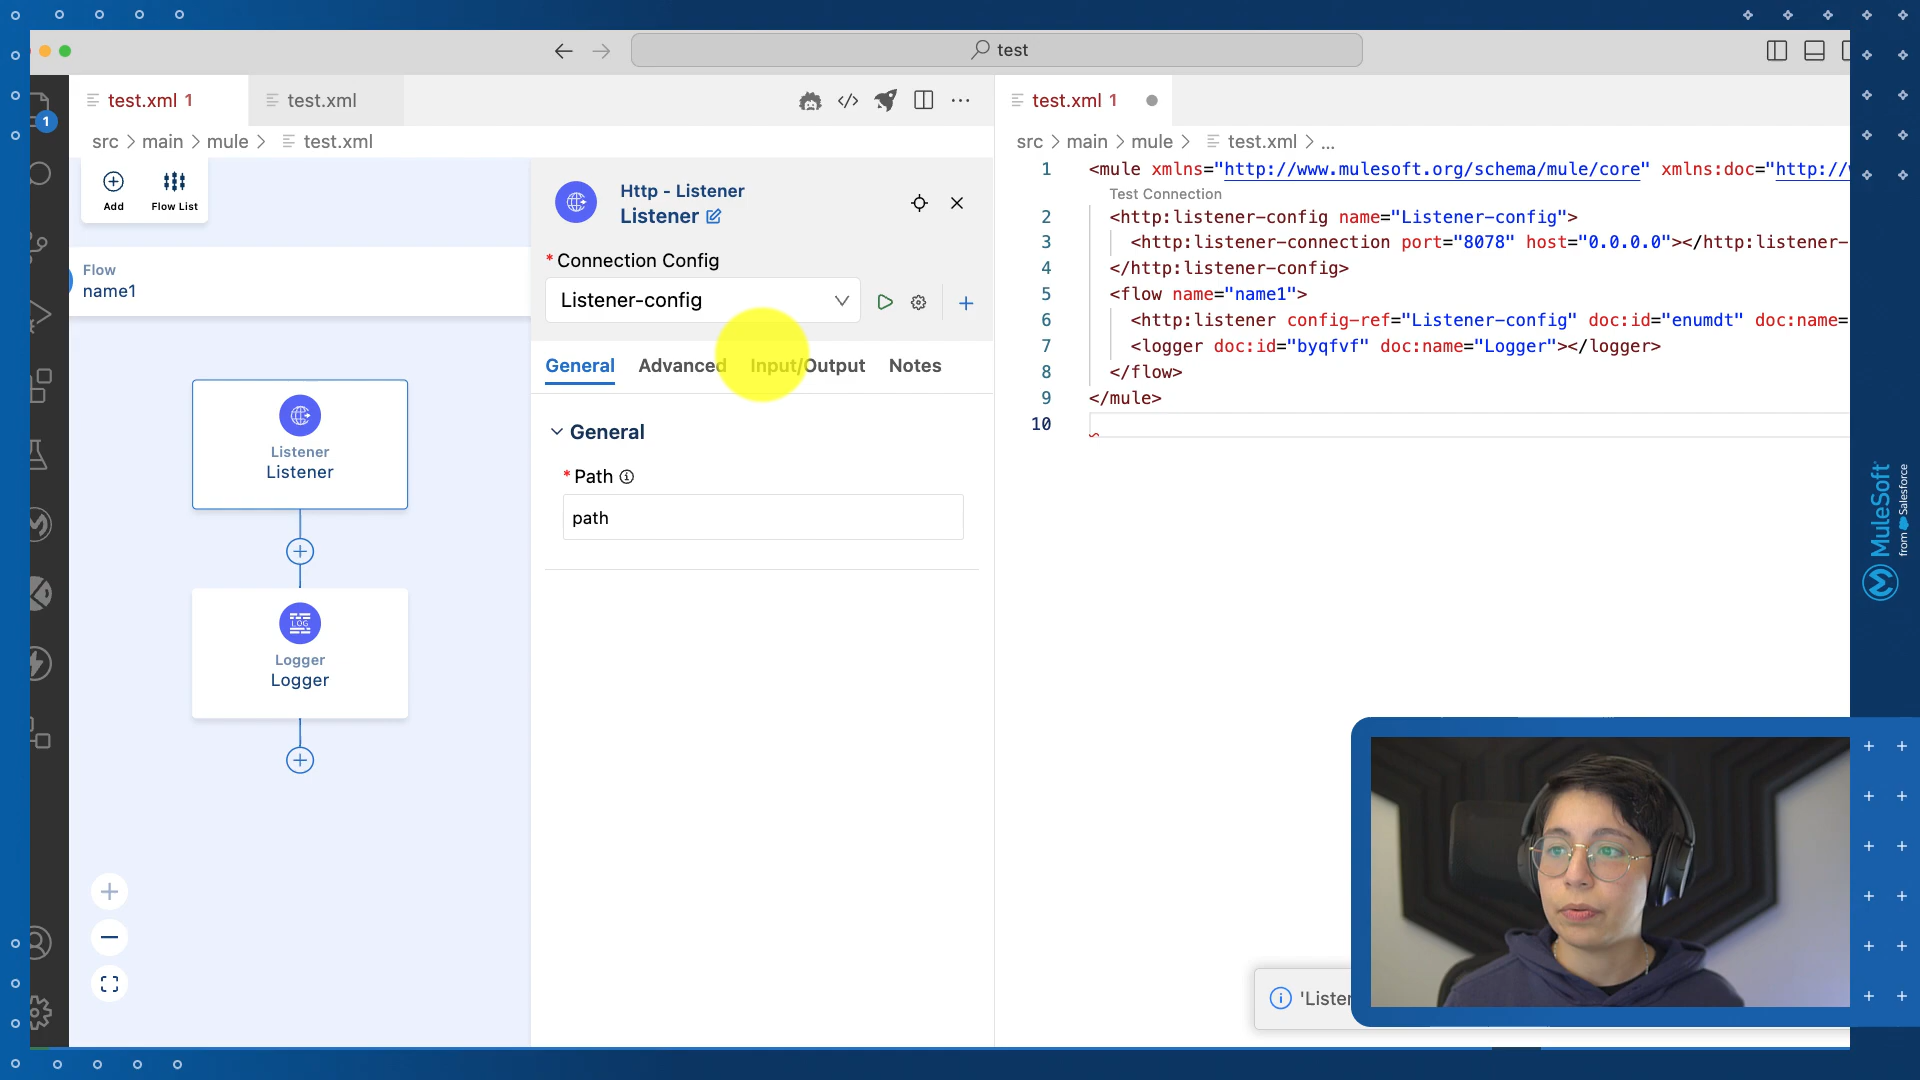 test
test.xml 1
test.xml
src > main > mule > test.xml
Add
Flow List
Flow
name1
Listener
Listener
Logger
LOG
Logger
Http - Listener
Listener
* Connection Config
Listener-config
General
Advanced
Input/Output
Notes
General
* Path
path
test.xml 1
src > main > mule > test.xml > ...
1 <mule xmlns="http://www.mulesoft.org/schema/mule/core" xmlns:doc="http://
Test Connection
2 <http:listener-config name="Listener-config">
3 <http:listener-connection port="8078" host="0.0.0.0"></http:listener-
4 </http:listener-config>
5 <flow name="name1">
6 <http:listener config-ref="Listener-config" doc:id="enumdt" doc:name=
7 <logger doc:id="byqfvf" doc:name="Logger"></logger>
8 </flow>
9 </mule>
10
1
'Listen
MuleSoft
from Salesforce